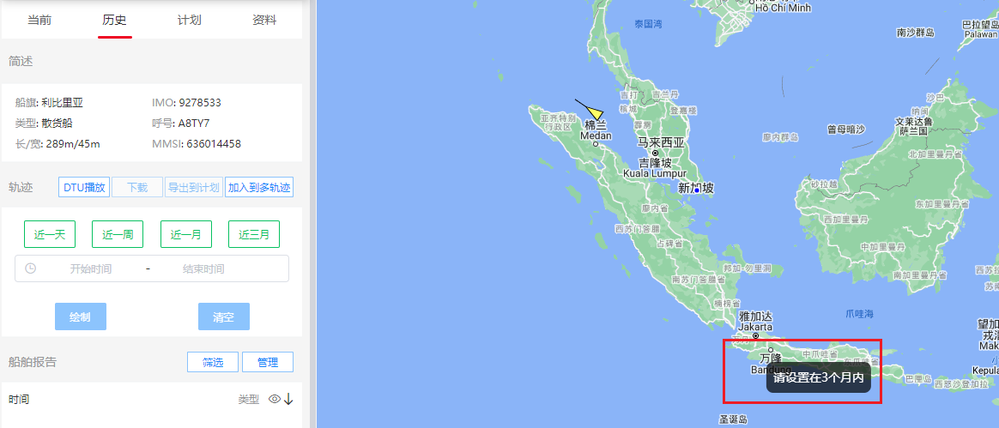 当前 历史 计划 资料
简述
船旗: 利比里亚 IMO: 9278533
类型: 散货船 呼号: A8TY7
长/宽: 289m/45m MMSI: 636014458
轨迹 DTU播放 下载 导出到计划 加入到多轨迹
近一天 近一周 近一月 近三月
开始时间 - 结束时间
绘制 清空
船舶报告 筛选 管理
时间 类型
Hồ Chí Minh
泰国湾
南沙群岛
巴拉望岛
Palawan
吉打
吉兰丹
槟城
登嘉楼
霹雳
亚齐特别
行政区
棉兰
Medan
马来西亚
吉隆坡
Kuala Lumpur
新加坡
廖内群岛
曾母暗沙
沙巴
纳闽
文莱达鲁
萨兰国
北加里曼丹省
砂拉越
东加里曼丹省
西加里曼丹省
中加里曼丹
南加里曼丹省
廖内省
西苏门答腊
占碑省
邦加-勿里洞
南苏门答腊省
楠榜省
爪哇海
雅加达
Jakarta
万丹
万隆
Bandung
中爪哇省
东爪哇省
请设置在3个月内
巴厘岛
西努沙登加拉
圣诞岛
西苏拉
望加
Mak
Kepula